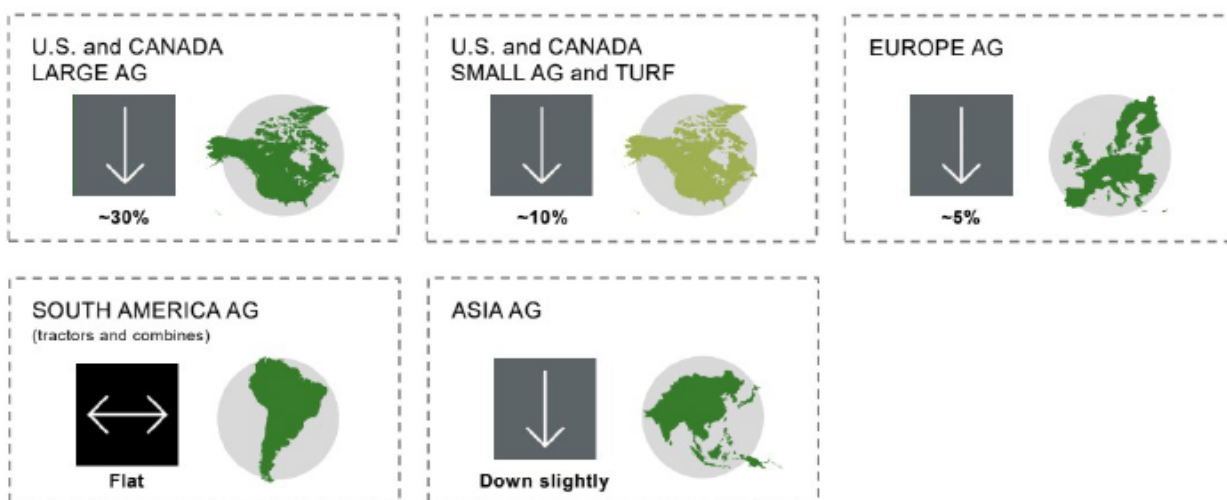 U.S. and CANADA
LARGE AG
~30%
U.S. and CANADA
SMALL AG and TURF
~10%
EUROPE AG
~5%
SOUTH AMERICA AG
(tractors and combines)
Flat
ASIA AG
Down slightly